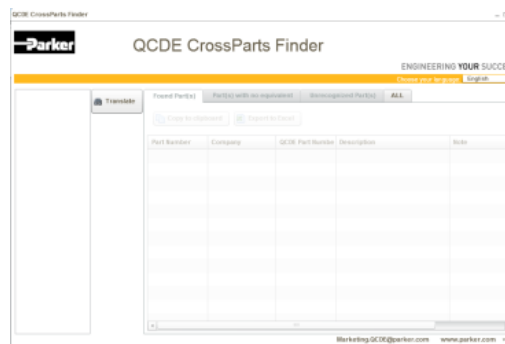 QCDE CrossParts Finder
Parker
QCDE CrossParts Finder
ENGINEERING YOUR SUCCE
Choose your language: English
Translate
Found Part(s) Part(s) with no equivalent Unrecognized Part(s) ALL
Copy to clipboard Export to Excel
Part Number Company QCDE Part Number Description Note
Marketing.QCDE@parker.com www.parker.com